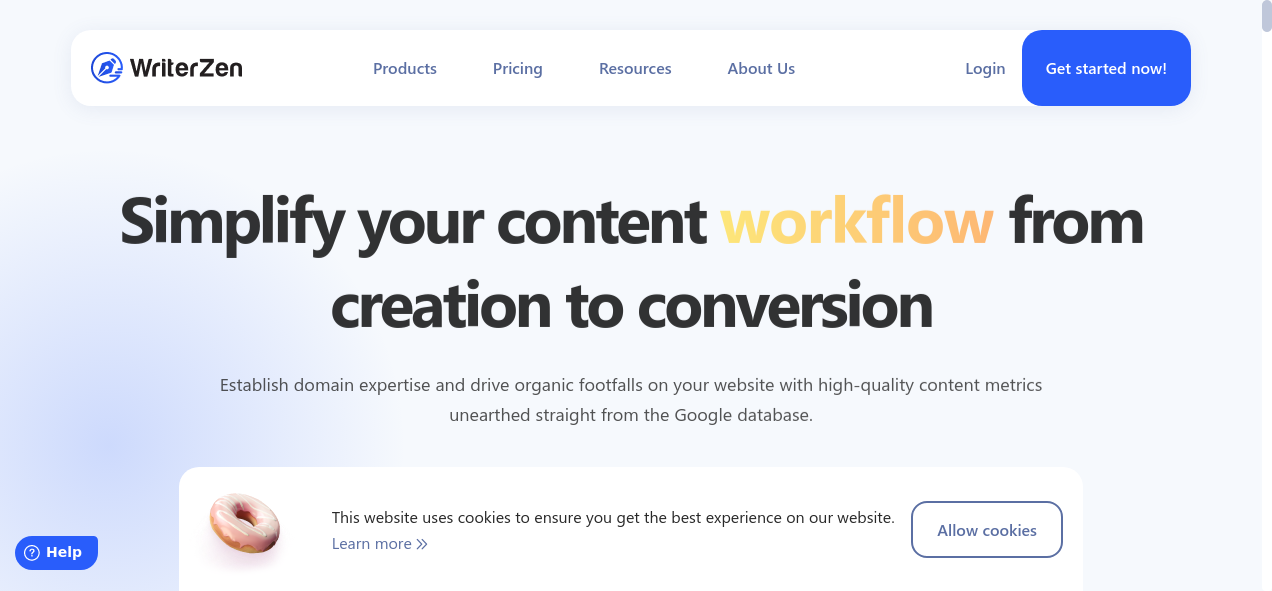 WriterZen
Products
Pricing
Resources
About Us
Login
Get started now!
Simplify your content workflow from
creation to conversion
Establish domain expertise and drive organic footfalls on your website with high-quality content metrics
unearthed straight from the Google database.
This website uses cookies to ensure you get the best experience on our website.
Learn more
Allow cookies
Help